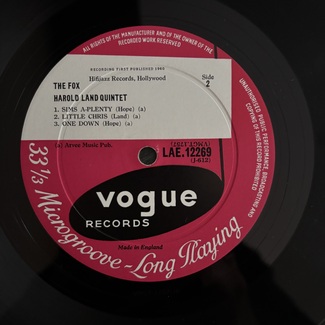 ALL RIGHTS OF THE MANUFACTURER AND OF THE OWNER OF THE
RECORDED WORK RESERVED
UNAUTHORISED PUBLIC PERFORMANCE BROADCASTING AND
COPYING OF THIS RECORD PROHIBITED
RECORDING FIRST PUBLISHED 1960
Hifijazz Records, Hollywood
Side
2
THE FOX
HAROLD LAND QUINTET
1. SIMS A-PLENTY (Hope) (a)
2. LITTLE CHRIS (Land) (a)
3. ONE DOWN (Hope) (a)
(a) Arvee Music Pub.
LAE.12269
(J-612)
vogue
RECORDS
Made in England
33 1/3 Microgroove - Long Playing